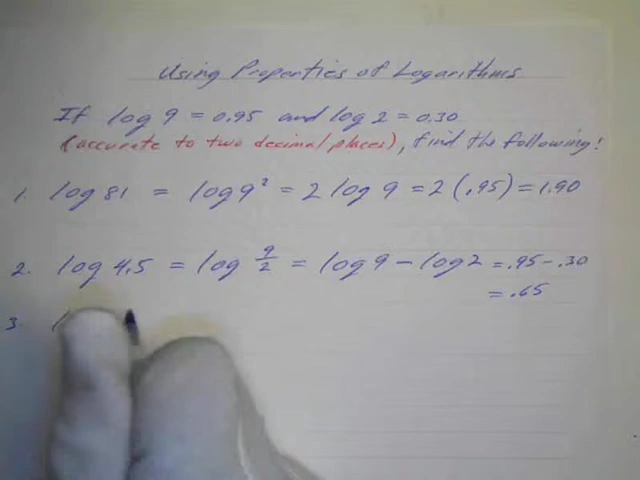 Using Properties of Logarithms
If log 9 = 0.95 and log 2 = 0.30
(accurate to two decimal places), find the following:
1. log 81 = log 9² = 2 log 9 = 2 (.95) = 1.90
2. log 4.5 = log 9/2 = log 9 - log 2 = .95 - .30
= .65
3.